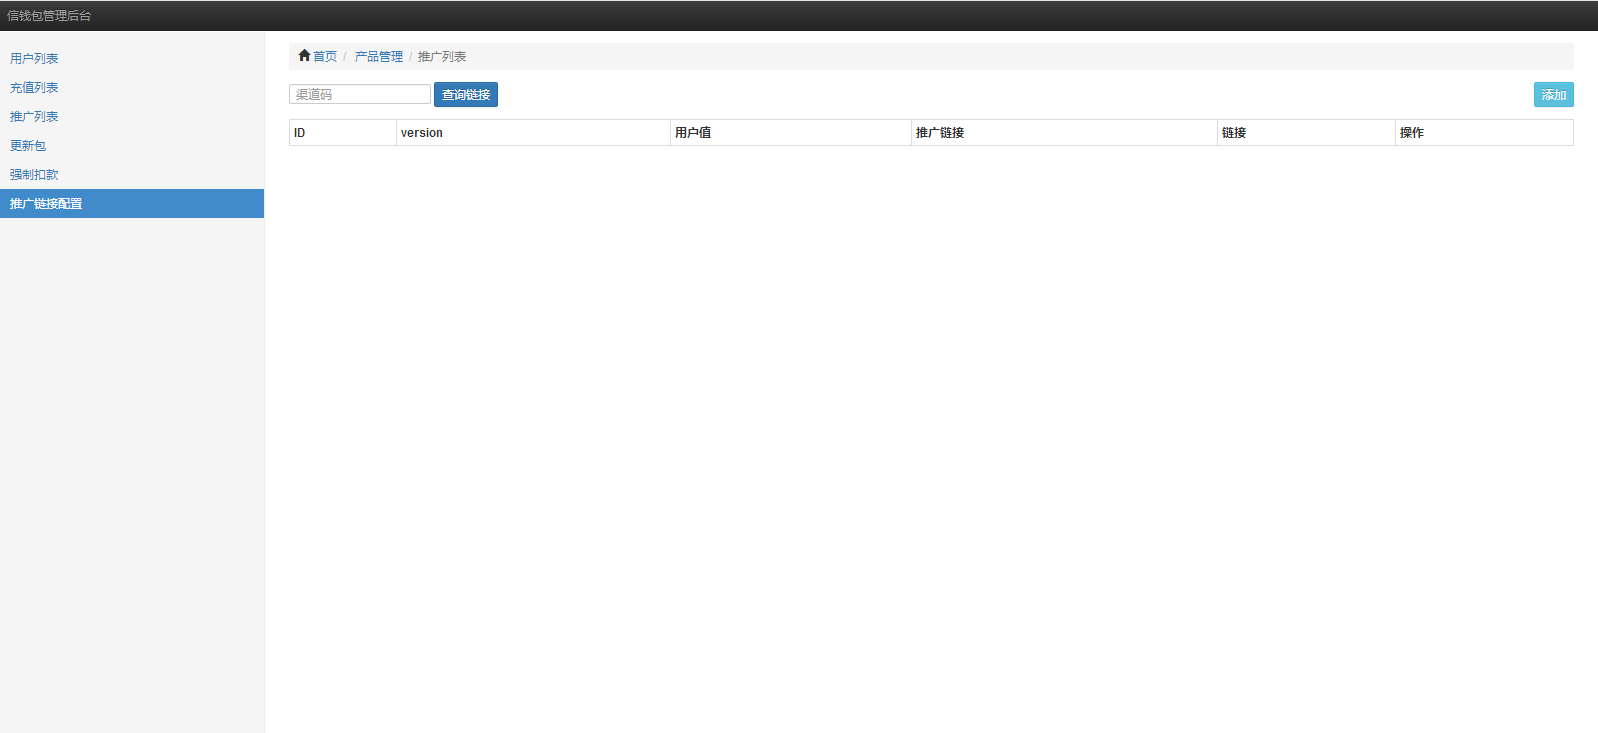 信钱包管理后台
用户列表
充值列表
推广列表
更新包
强制扣款
推广链接配置
首页 / 产品管理 / 推广列表
渠道码 查询链接 添加
ID version 用户值 推广链接 链接 操作